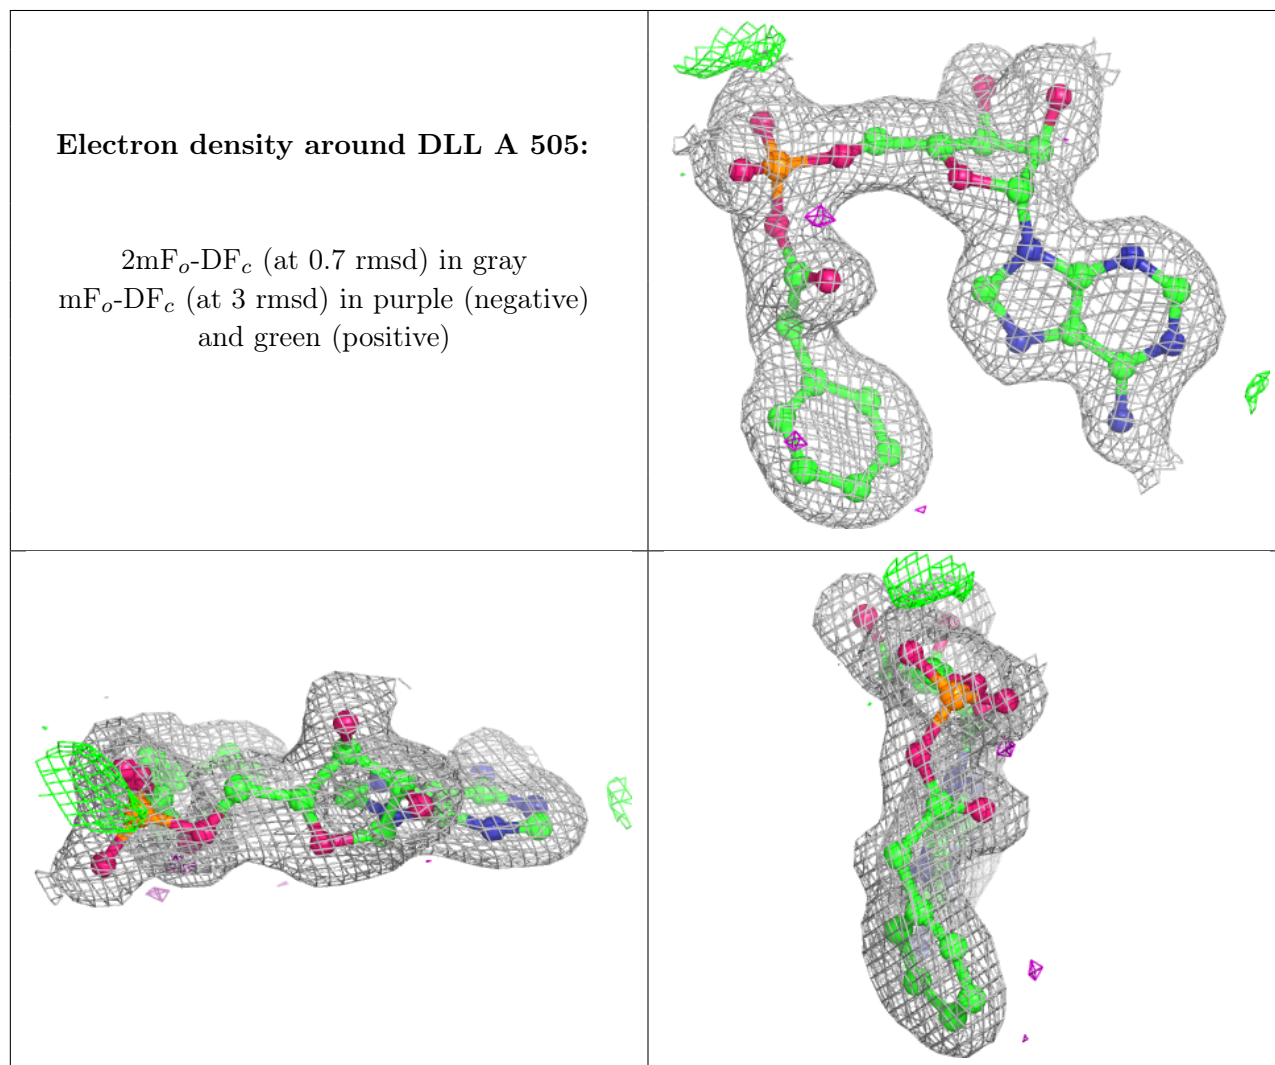 Electron density around DLL A 505:
2mFo-DFc (at 0.7 rmsd) in gray
mFo-DFc (at 3 rmsd) in purple (negative)
and green (positive)